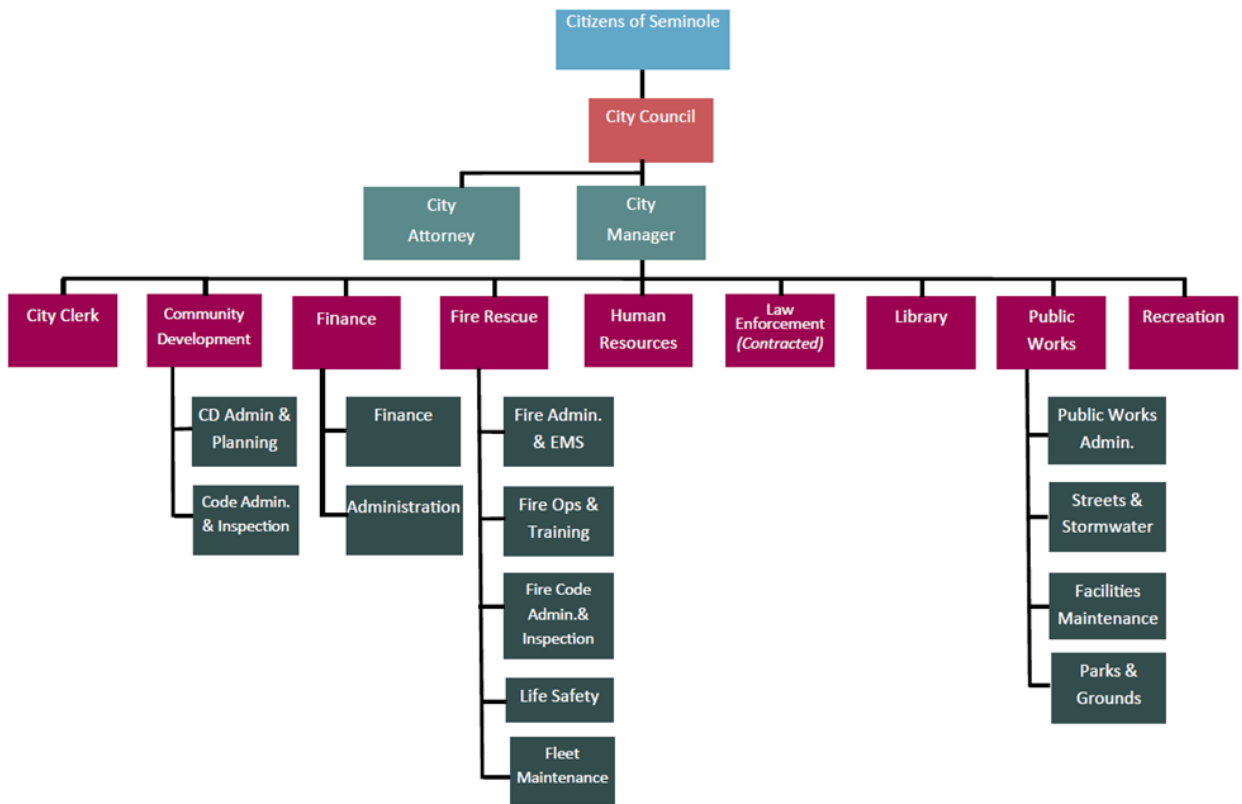 Citizens of Seminole
City Council
City
Attorney
City
Manager
City Clerk
Community
Development
Finance
Fire Rescue
Human
Resources
Law
Enforcement
(Contracted)
Library
Public
Works
Recreation
CD Admin &
Planning
Code Admin.
& Inspection
Finance
Administration
Fire Admin.
& EMS
Fire Ops &
Training
Fire Code
Admin.&
Inspection
Life Safety
Fleet
Maintenance
Public Works
Admin.
Streets &
Stormwater
Facilities
Maintenance
Parks &
Grounds